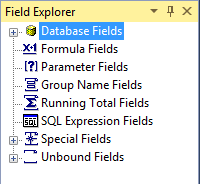 Field Explorer
Database Fields
Formula Fields
Parameter Fields
Group Name Fields
Running Total Fields
SQL Expression Fields
Special Fields
Unbound Fields